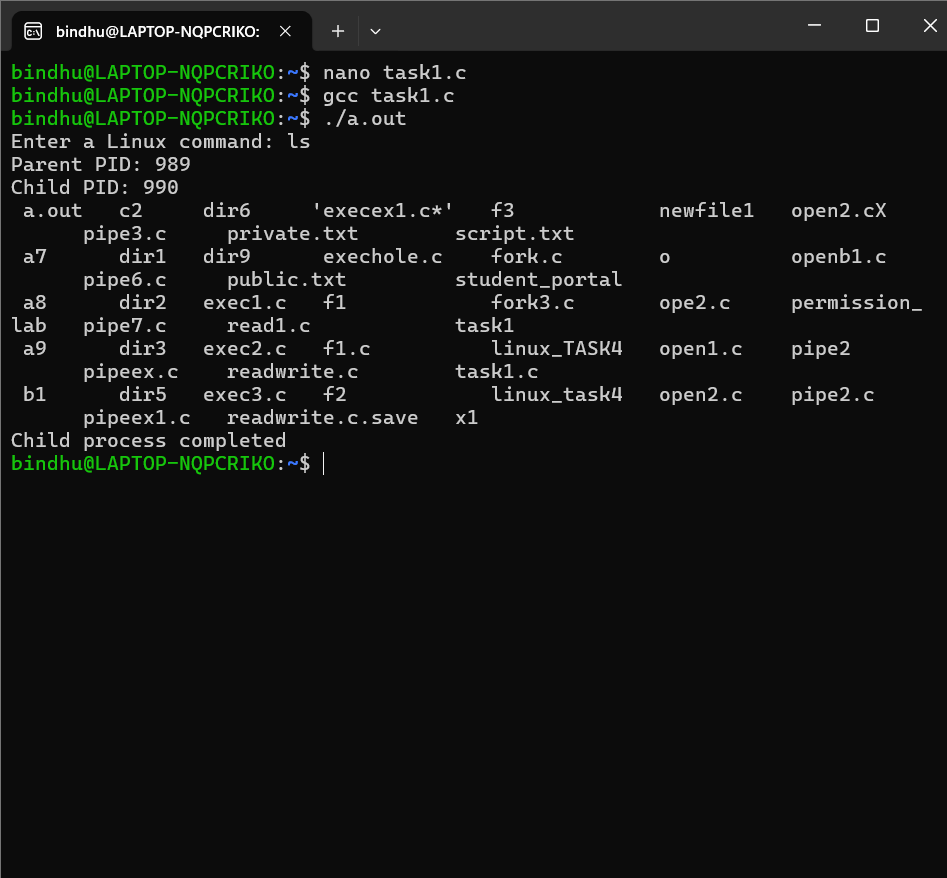 bindhu@LAPTOP-NQPCRIKO:
bindhu@LAPTOP-NQPCRIKO:~$ nano task1.c
bindhu@LAPTOP-NQPCRIKO:~$ gcc task1.c
bindhu@LAPTOP-NQPCRIKO:~$ ./a.out
Enter a Linux command: ls
Parent PID: 989
Child PID: 990
 a.out   c2     dir6     'execex1.c*'   f3            newfile1   open2.cX
      pipe3.c     private.txt        script.txt
 a7      dir1   dir9      exechole.c    fork.c        o          openb1.c
      pipe6.c     public.txt         student_portal
 a8      dir2   exec1.c   f1            fork3.c       ope2.c     permission_
lab   pipe7.c     read1.c            task1
 a9      dir3   exec2.c   f1.c          linux_TASK4   open1.c    pipe2
      pipeex.c    readwrite.c        task1.c
 b1      dir5   exec3.c   f2            linux_task4   open2.c    pipe2.c
      pipeex1.c   readwrite.c.save   x1
Child process completed
bindhu@LAPTOP-NQPCRIKO:~$